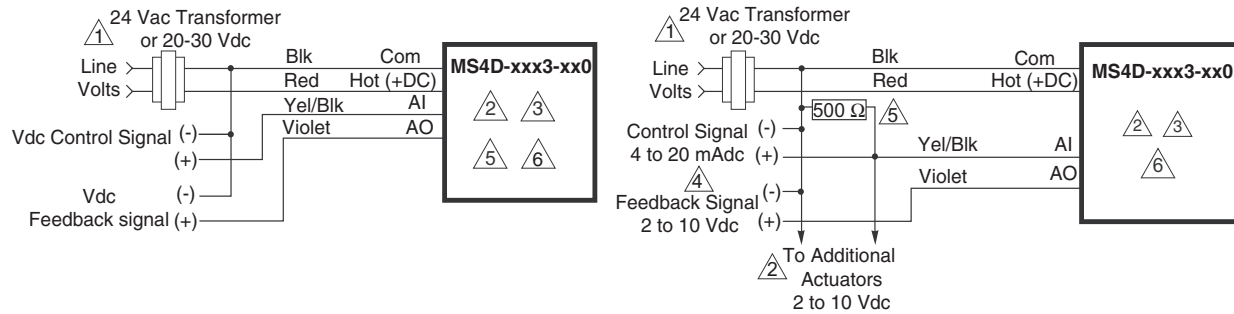 1
24 Vac Transformer
or 20-30 Vdc
Line
Volts
Blk
Com
Red
Hot (+DC)
Yel/Blk
AI
Violet
AO
Vdc Control Signal (-)
(+)
Vdc (-)
Feedback signal (+)
MS4D-xxx3-xx0
2 3
5 6
1
24 Vac Transformer
or 20-30 Vdc
Line
Volts
Blk
Com
Red
Hot (+DC)
500 Ω
5
Control Signal (-)
4 to 20 mAdc (+)
Yel/Blk
AI
4
Violet
AO
(-)
Feedback Signal
2 to 10 Vdc (+)
2
To Additional
Actuators
2 to 10 Vdc
MS4D-xxx3-xx0
2 3
6